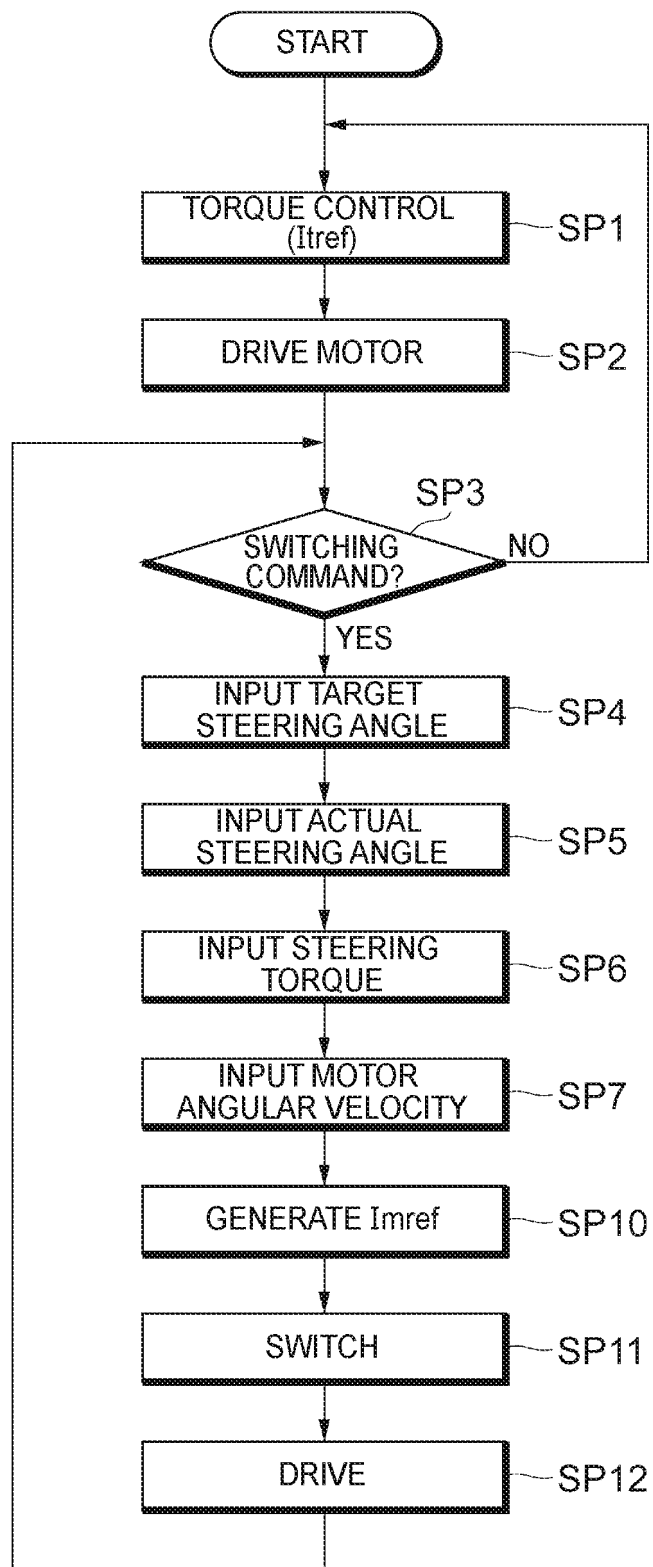 START
TORQUE CONTROL
(Itref)
SP1
DRIVE MOTOR
SP2
SP3
SWITCHING
COMMAND?
NO
YES
INPUT TARGET
STEERING ANGLE
SP4
INPUT ACTUAL
STEERING ANGLE
SP5
INPUT STEERING
TORQUE
SP6
INPUT MOTOR
ANGULAR VELOCITY
SP7
GENERATE Imref
SP10
SWITCH
SP11
DRIVE
SP12